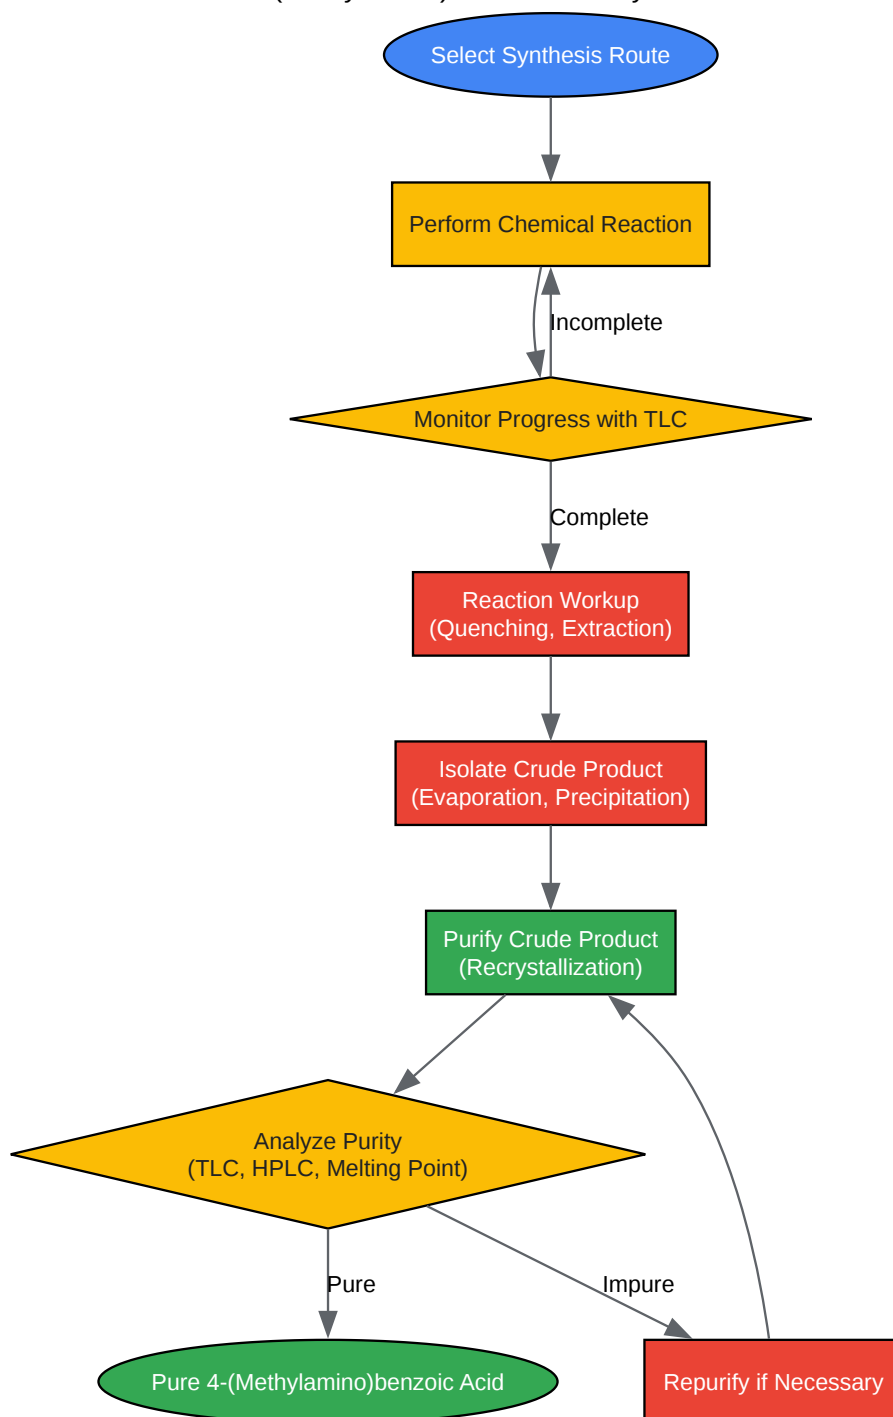 Select Synthesis Route
Perform Chemical Reaction
Incomplete
Monitor Progress with TLC
Complete
Reaction Workup
(Quenching, Extraction)
Isolate Crude Product
(Evaporation, Precipitation)
Purify Crude Product
(Recrystallization)
Analyze Purity
(TLC, HPLC, Melting Point)
Pure
Impure
Pure 4-(Methylamino)benzoic Acid
Repurify if Necessary